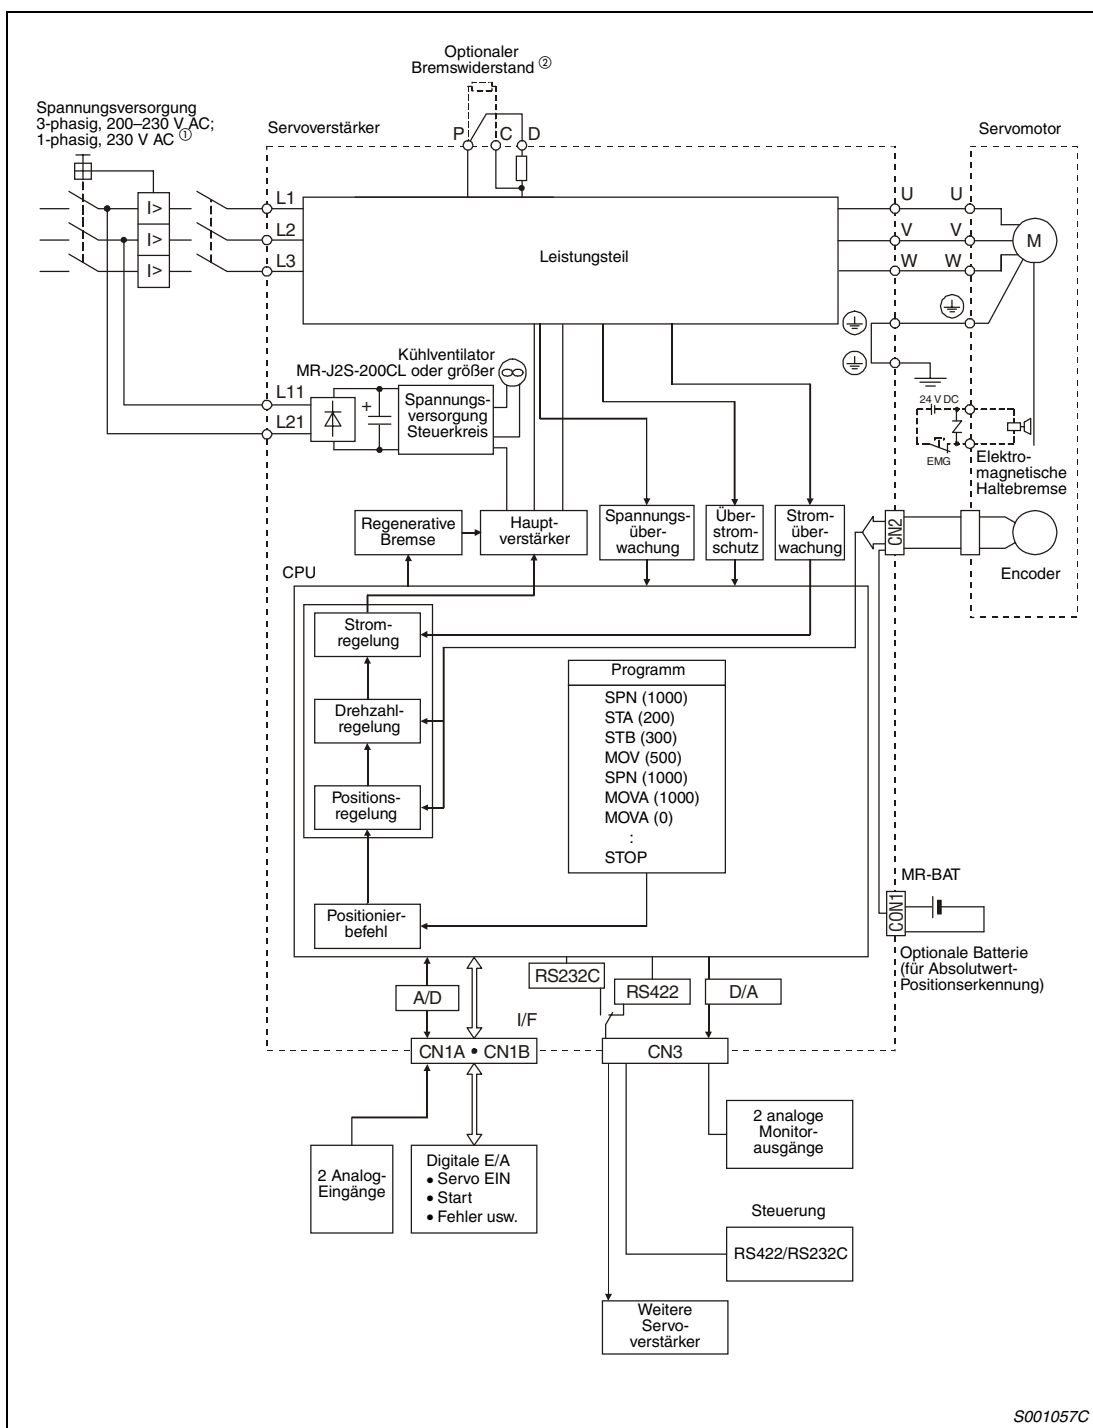 Optionaler
Bremswiderstand ②
Spannungsversorgung
3-phasig, 200–230 V AC;
1-phasig, 230 V AC ①
Servoverstärker
P
C
D
Servomotor
I>
L1
U
U
I>
L2
V
V
M
I>
L3
W
W
Leistungsteil
Kühlventilator
MR-J2S-200CL oder größer
L11
L21
+
Spannungs-
versorgung
Steuerkreis
24 V DC
EMG
Elektro-
magnetische
Haltebremse
Regenerative
Bremse
Haupt-
verstärker
Spannungs-
über-
wachung
Über-
strom-
schutz
Strom-
über-
wachung
CN2
Encoder
CPU
Strom-
regelung
Drehzahl-
regelung
Positions-
regelung
Positionier-
befehl
Programm
SPN (1000)
STA (200)
STB (300)
MOV (500)
SPN (1000)
MOVA (1000)
MOVA (0)
:
STOP
MR-BAT
CON1
Optionale Batterie
(für Absolutwert-
Positionserkennung)
A/D
RS232C
RS422
D/A
I/F
CN1A • CN1B
CN3
2 Analog-
Eingänge
Digitale E/A
• Servo EIN
• Start
• Fehler usw.
2 analoge
Monitor-
ausgänge
Steuerung
RS422/RS232C
Weitere
Servo-
verstärker
S001057C